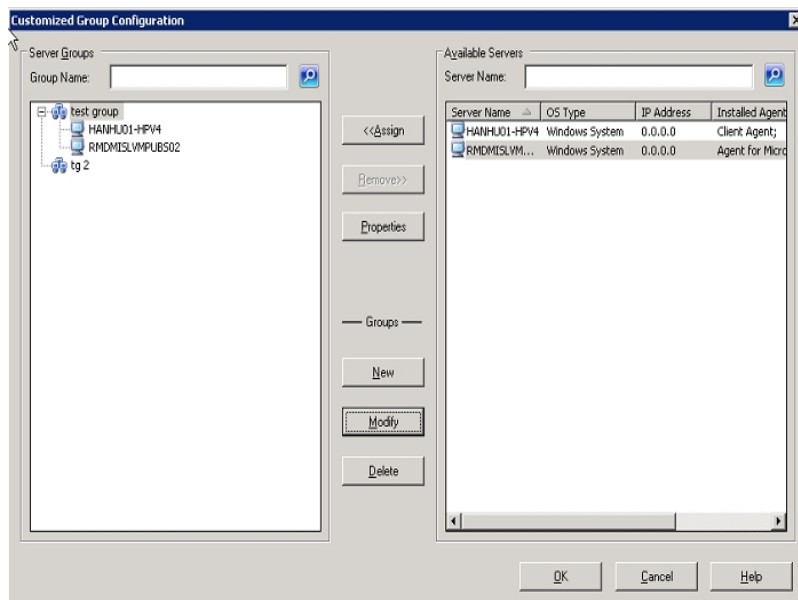 Customized Group Configuration
Server Groups
Group Name:
test group
HANHU01-HPV4
RMDMISLVMPUBS02
tg 2
<<Assign
Remove>>
Properties
Groups
New
Modify
Delete
Available Servers
Server Name:
Server Name OS Type IP Address Installed Agent
HANHU01-HPV4 Windows System 0.0.0.0 Client Agent;
RMDMISLVM... Windows System 0.0.0.0 Agent for Micro
OK Cancel Help